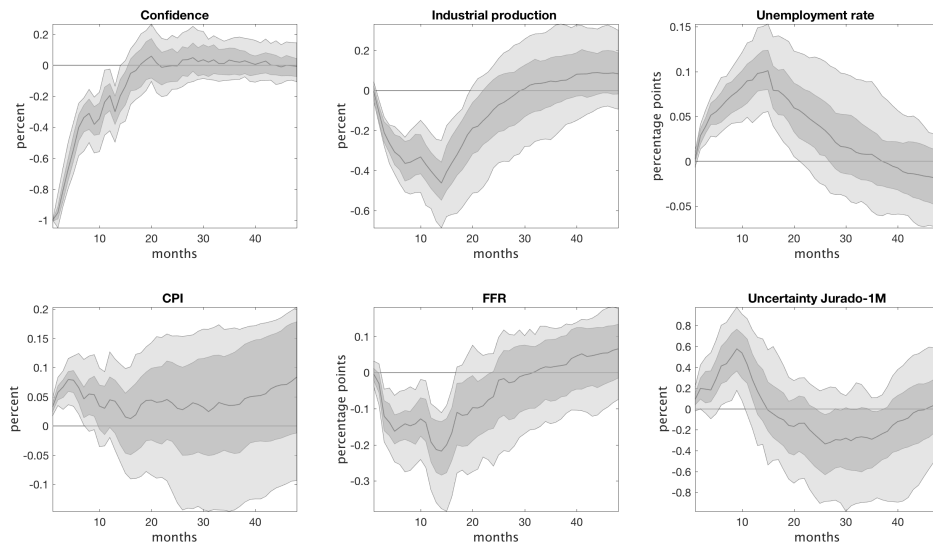 Confidence
0.2
0
-0.2
-0.4
-0.6
-0.8
-1
percent
10 20 30 40
months
Industrial production
0.2
0
-0.2
-0.4
-0.6
percent
10 20 30 40
months
Unemployment rate
0.15
0.1
0.05
0
-0.05
percentage points
10 20 30 40
months
CPI
0.2
0.15
0.1
0.05
0
-0.05
-0.1
percent
10 20 30 40
months
FFR
0.1
0
-0.1
-0.2
-0.3
percentage points
10 20 30 40
months
Uncertainty Jurado-1M
0.8
0.6
0.4
0.2
0
-0.2
-0.4
-0.6
-0.8
percent
10 20 30 40
months